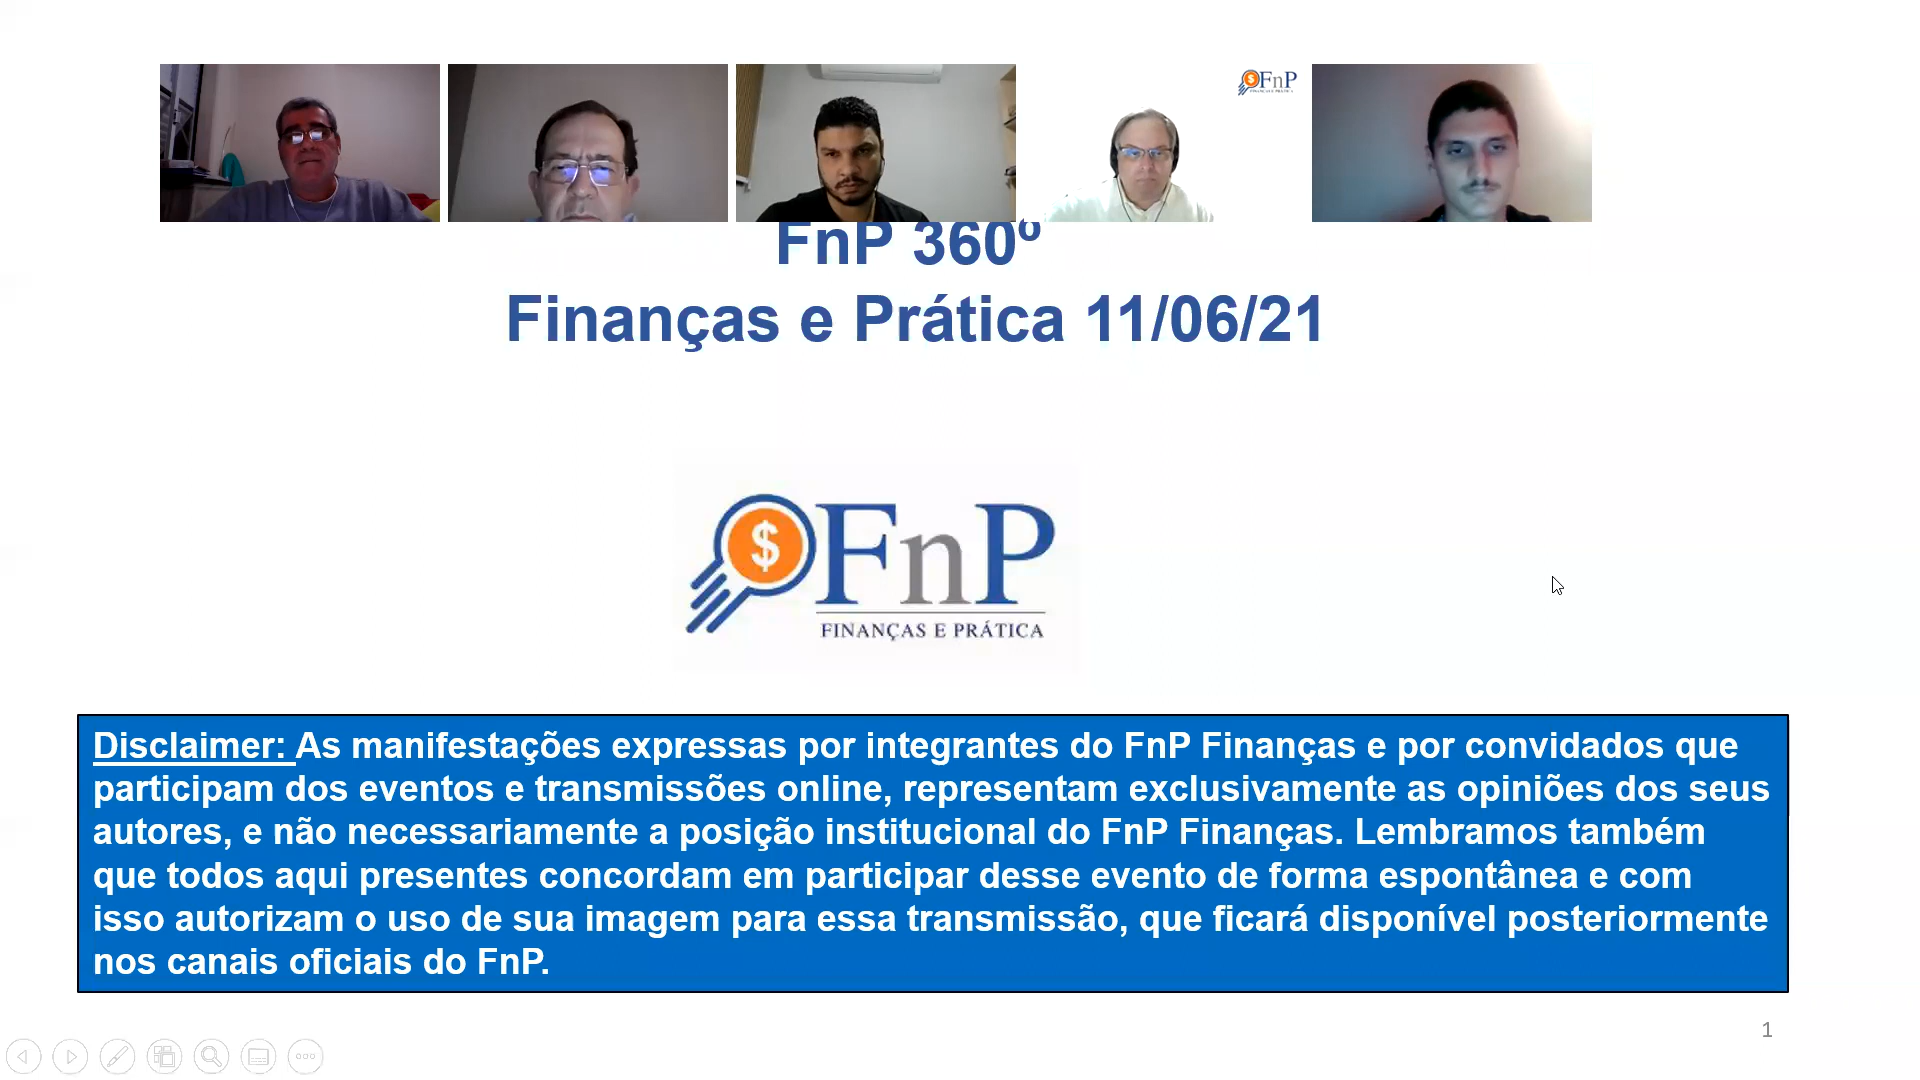 FnP
FnP 360º
Finanças e Prática 11/06/21
$ FnP
FINANÇAS E PRÁTICA
Disclaimer: As manifestações expressas por integrantes do FnP Finanças e por convidados que
participam dos eventos e transmissões online, representam exclusivamente as opiniões dos seus
autores, e não necessariamente a posição institucional do FnP Finanças. Lembramos também
que todos aqui presentes concordam em participar desse evento de forma espontânea e com
isso autorizam o uso de sua imagem para essa transmissão, que ficará disponível posteriormente
nos canais oficiais do FnP.
1